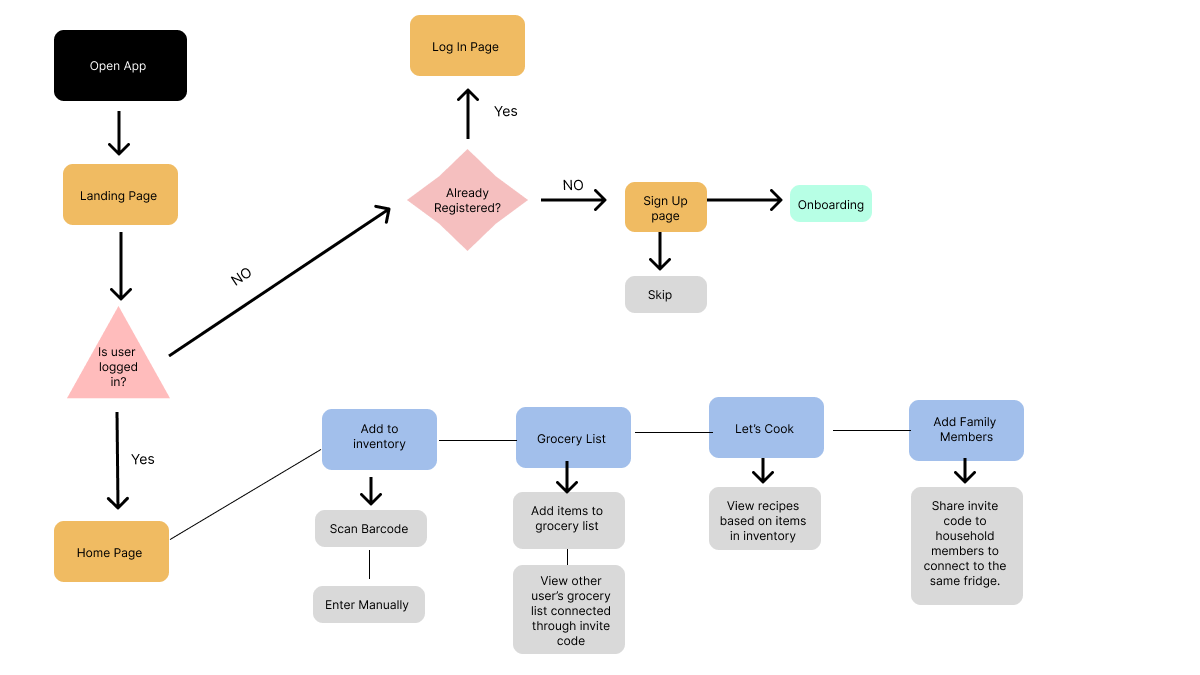 Open App
Log In Page
Yes
Landing Page
Already
Registered?
NO
Sign Up
page
Onboarding
Skip
NO
Is user
logged
in?
Yes
Home Page
Add to
inventory
Scan Barcode
Enter Manually
Grocery List
Add items to
grocery list
View other
user’s grocery
list connected
through invite
code
Let’s Cook
View recipes
based on items
in inventory
Add Family
Members
Share invite
code to
household
members to
connect to the
same fridge.